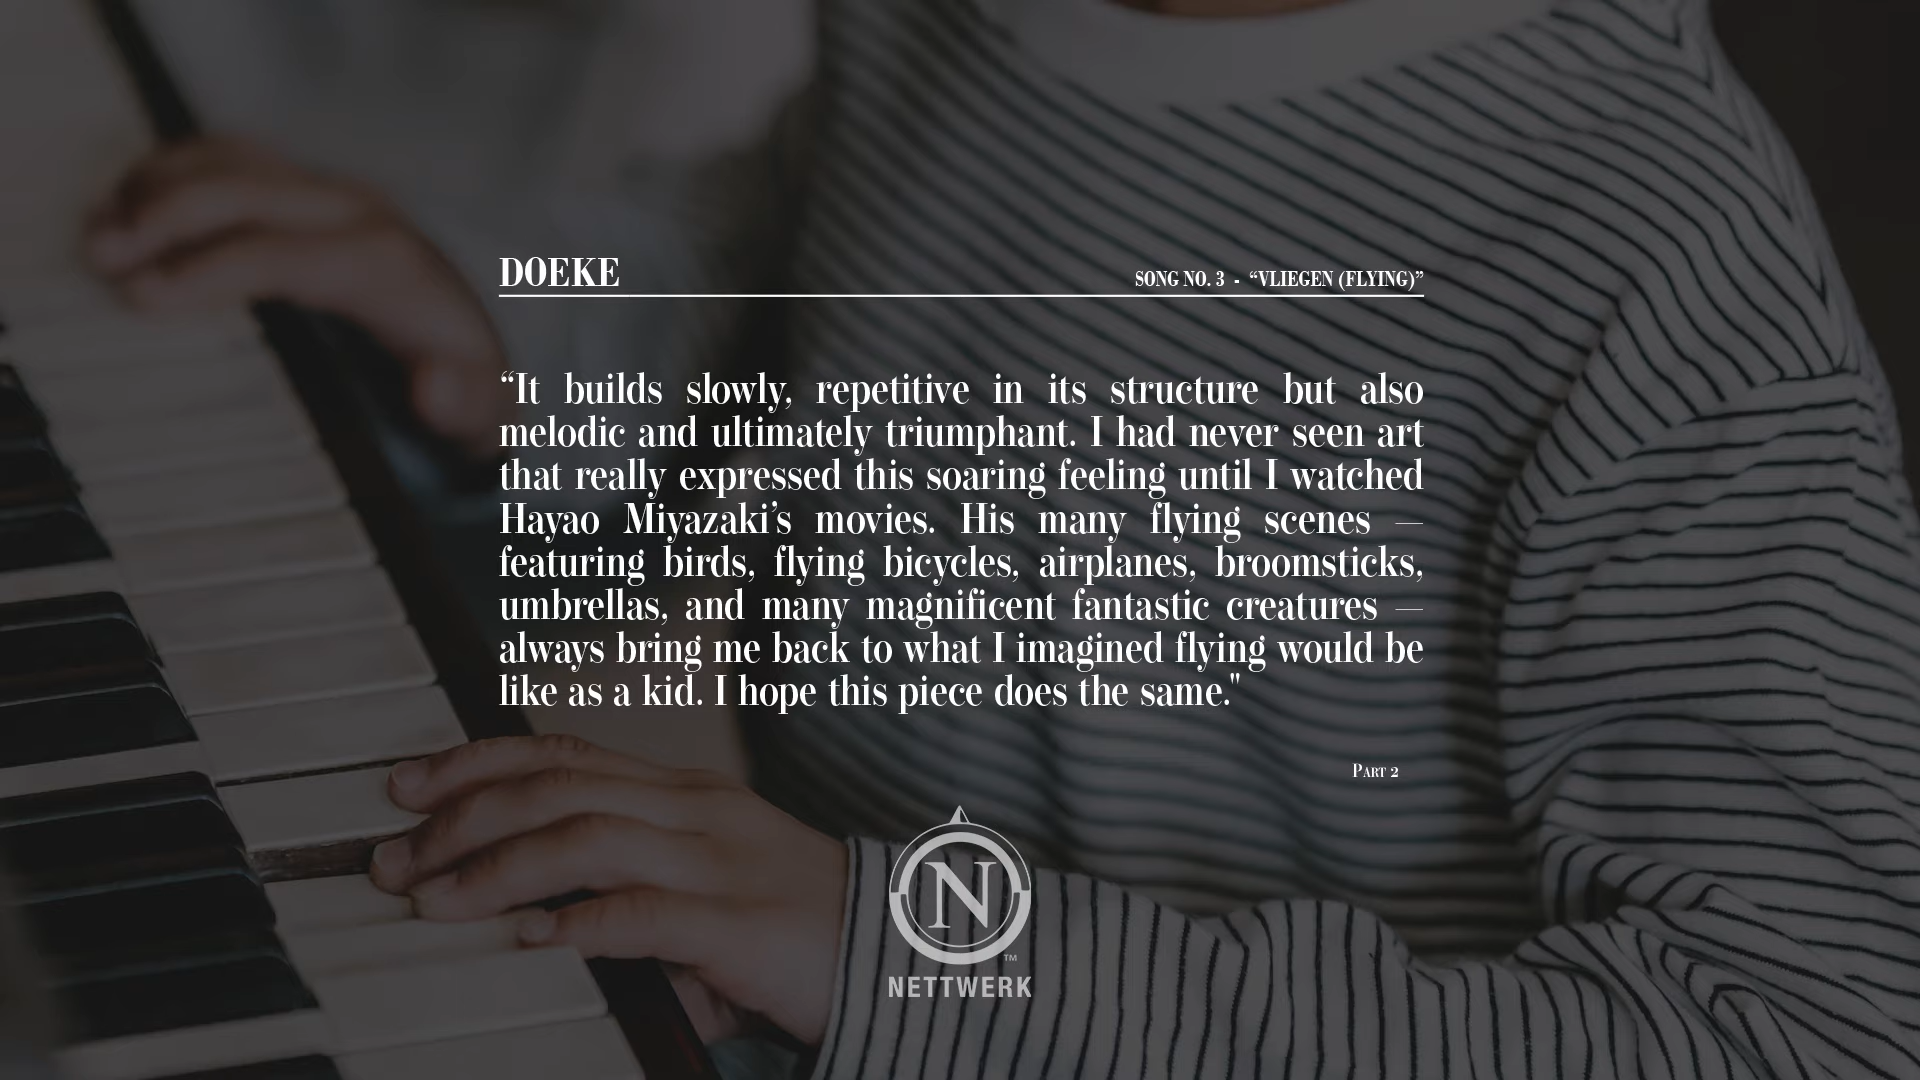 DOEKE
SONG NO. 3 - “VLIEGEN (FLYING)”
“It builds slowly, repetitive in its structure but also
melodic and ultimately triumphant. I had never seen art
that really expressed this soaring feeling until I watched
Hayao Miyazaki’s movies. His many flying scenes —
featuring birds, flying bicycles, airplanes, broomsticks,
umbrellas, and many magnificent fantastic creatures —
always bring me back to what I imagined flying would be
like as a kid. I hope this piece does the same."
Part 2
N
TM
NETTWERK